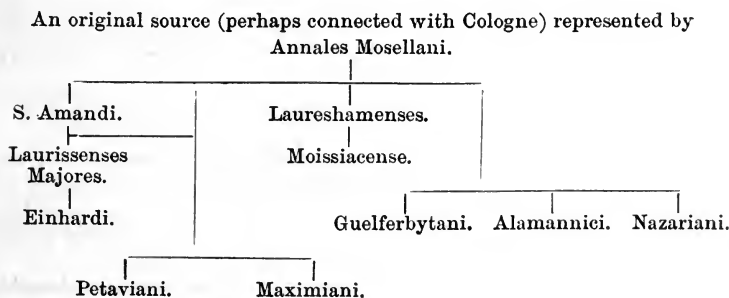 An original source (perhaps connected with Cologne) represented by
Annales Mosellani.
S. Amandi.
Laureshamenses.
Laurissenses
Majores.
Moissiacense.
Einhardi.
Guelferbytani. Alamannici. Nazariani.
Petaviani. Maximiani.